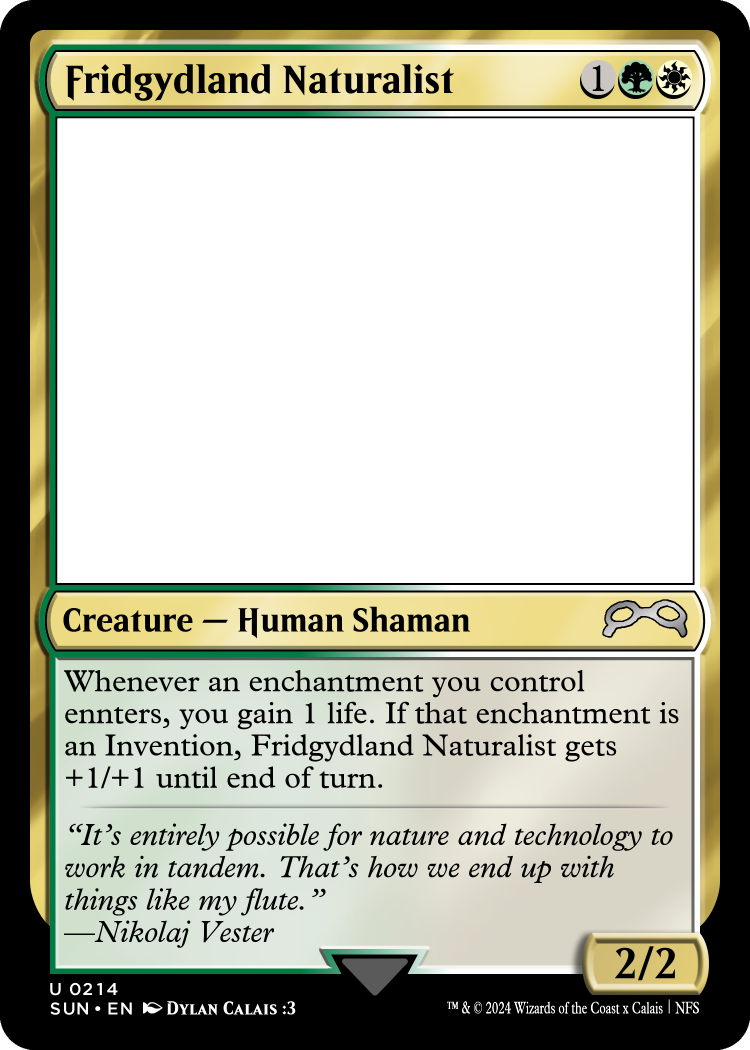 Fridgydland Naturalist 1
Creature — Human Shaman
Whenever an enchantment you control
ennters, you gain 1 life. If that enchantment is
an Invention, Fridgydland Naturalist gets
+1/+1 until end of turn.
“It’s entirely possible for nature and technology to
work in tandem. That’s how we end up with
things like my flute.”
—Nikolaj Vester
2/2
U 0214
SUN • EN Dylan Calais :3
™ & © 2024 Wizards of the Coast x Calais | NFS